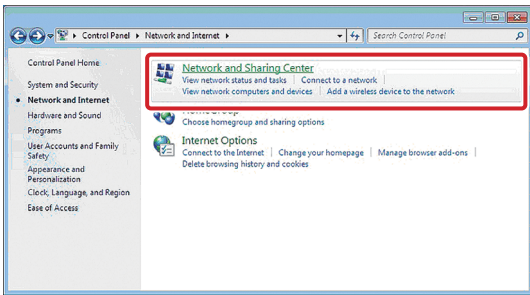 Control Panel ▸ Network and Internet ▸
Search Control Panel
Control Panel Home
System and Security
Network and Internet
Hardware and Sound
Programs
User Accounts and Family
Safety
Appearance and
Personalization
Clock, Language, and Region
Ease of Access
Network and Sharing Center
View network status and tasks | Connect to a network |
View network computers and devices | Add a wireless device to the network
HomeGroup
Choose homegroup and sharing options
Internet Options
Connect to the Internet | Change your homepage | Manage browser add-ons |
Delete browsing history and cookies